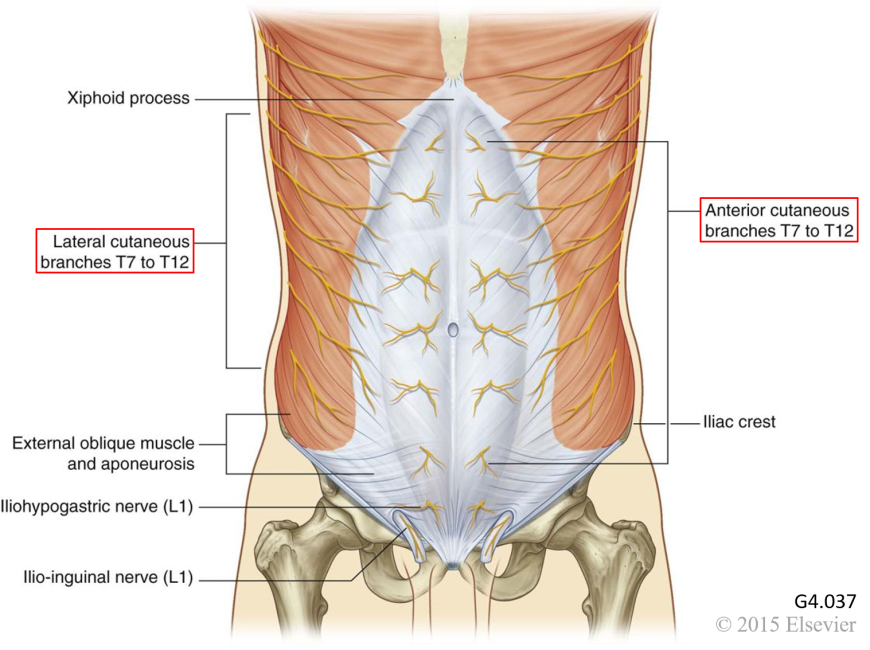 Xiphoid process
Anterior cutaneous
branches T7 to T12
Lateral cutaneous
branches T7 to T12
Iliac crest
External oblique muscle
and aponeurosis
Iliohypogastric nerve (L1)
Ilio-inguinal nerve (L1)
G4.037
© 2015 Elsevier